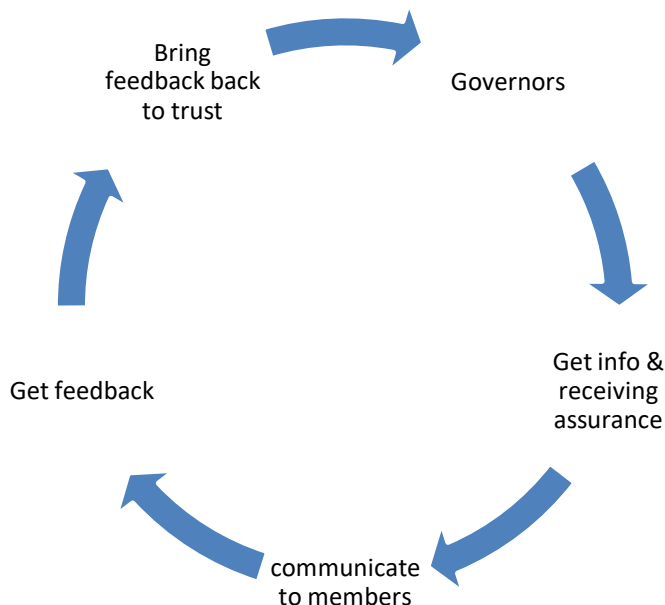 Bring
feedback back
to trust
Governors
Get info &
receiving
assurance
communicate
to members
Get feedback